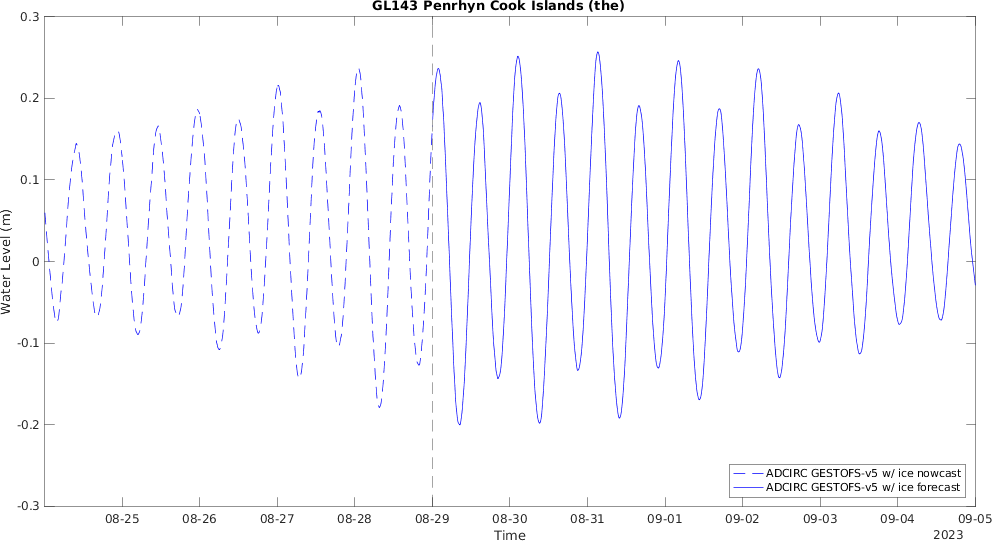 GL143 Penrhyn Cook Islands (the)
0.3
0.2
0.1
0
-0.1
-0.2
-0.3
Water Level (m)
ADCIRC GESTOFS-v5 w/ ice nowcast
ADCIRC GESTOFS-v5 w/ ice forecast
08-25 08-26 08-27 08-28 08-29 08-30 08-31 09-01 09-02 09-03 09-04 09-05
Time
2023